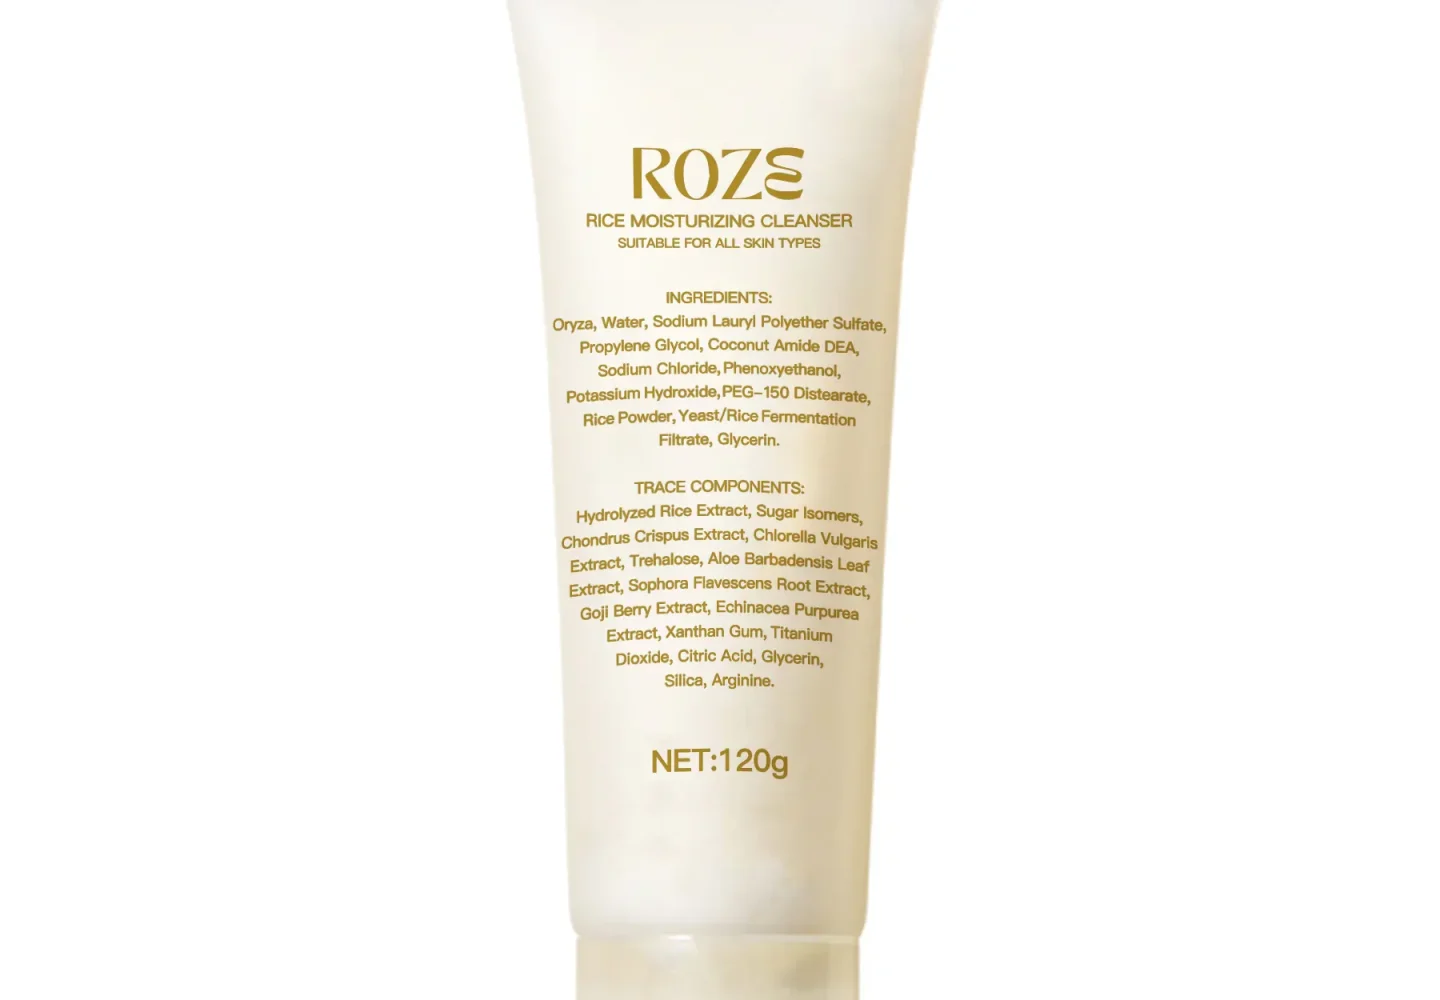 ROZE
RICE MOISTURIZING CLEANSER
SUITABLE FOR ALL SKIN TYPES
INGREDIENTS:
Oryza, Water, Sodium Lauryl Polyether Sulfate,
Propylene Glycol, Coconut Amide DEA,
Sodium Chloride, Phenoxyethanol,
Potassium Hydroxide, PEG-150 Distearate,
Rice Powder, Yeast/Rice Fermentation
Filtrate, Glycerin.
TRACE COMPONENTS:
Hydrolyzed Rice Extract, Sugar Isomers,
Chondrus Crispus Extract, Chlorella Vulgaris
Extract, Trehalose, Aloe Barbadensis Leaf
Extract, Sophora Flavescens Root Extract,
Goji Berry Extract, Echinacea Purpurea
Extract, Xanthan Gum, Titanium
Dioxide, Citric Acid, Glycerin,
Silica, Arginine.
NET:120g